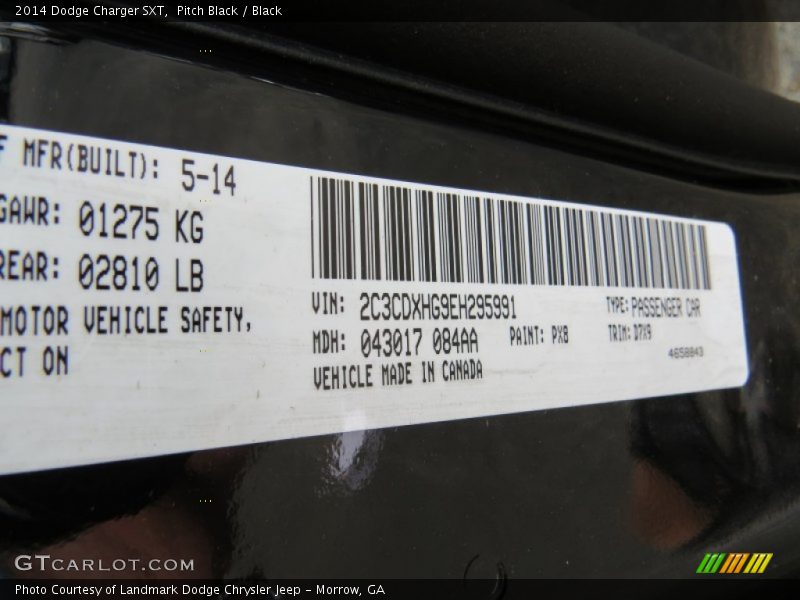 2014 Dodge Charger SXT,  Pitch Black / Black
F MFR(BUILT): 5-14
GAWR: 01275 KG
REAR: 02810 LB
MOTOR VEHICLE SAFETY,
CT ON
VIN: 2C3CDXHG9EH295991
TYPE: PASSENGER CAR
MDH: 043017 084AA
PAINT: PX8
TRIM: D7X9
VEHICLE MADE IN CANADA
4658843
GTCARLOT.COM
Photo Courtesy of Landmark Dodge Chrysler Jeep – Morrow, GA